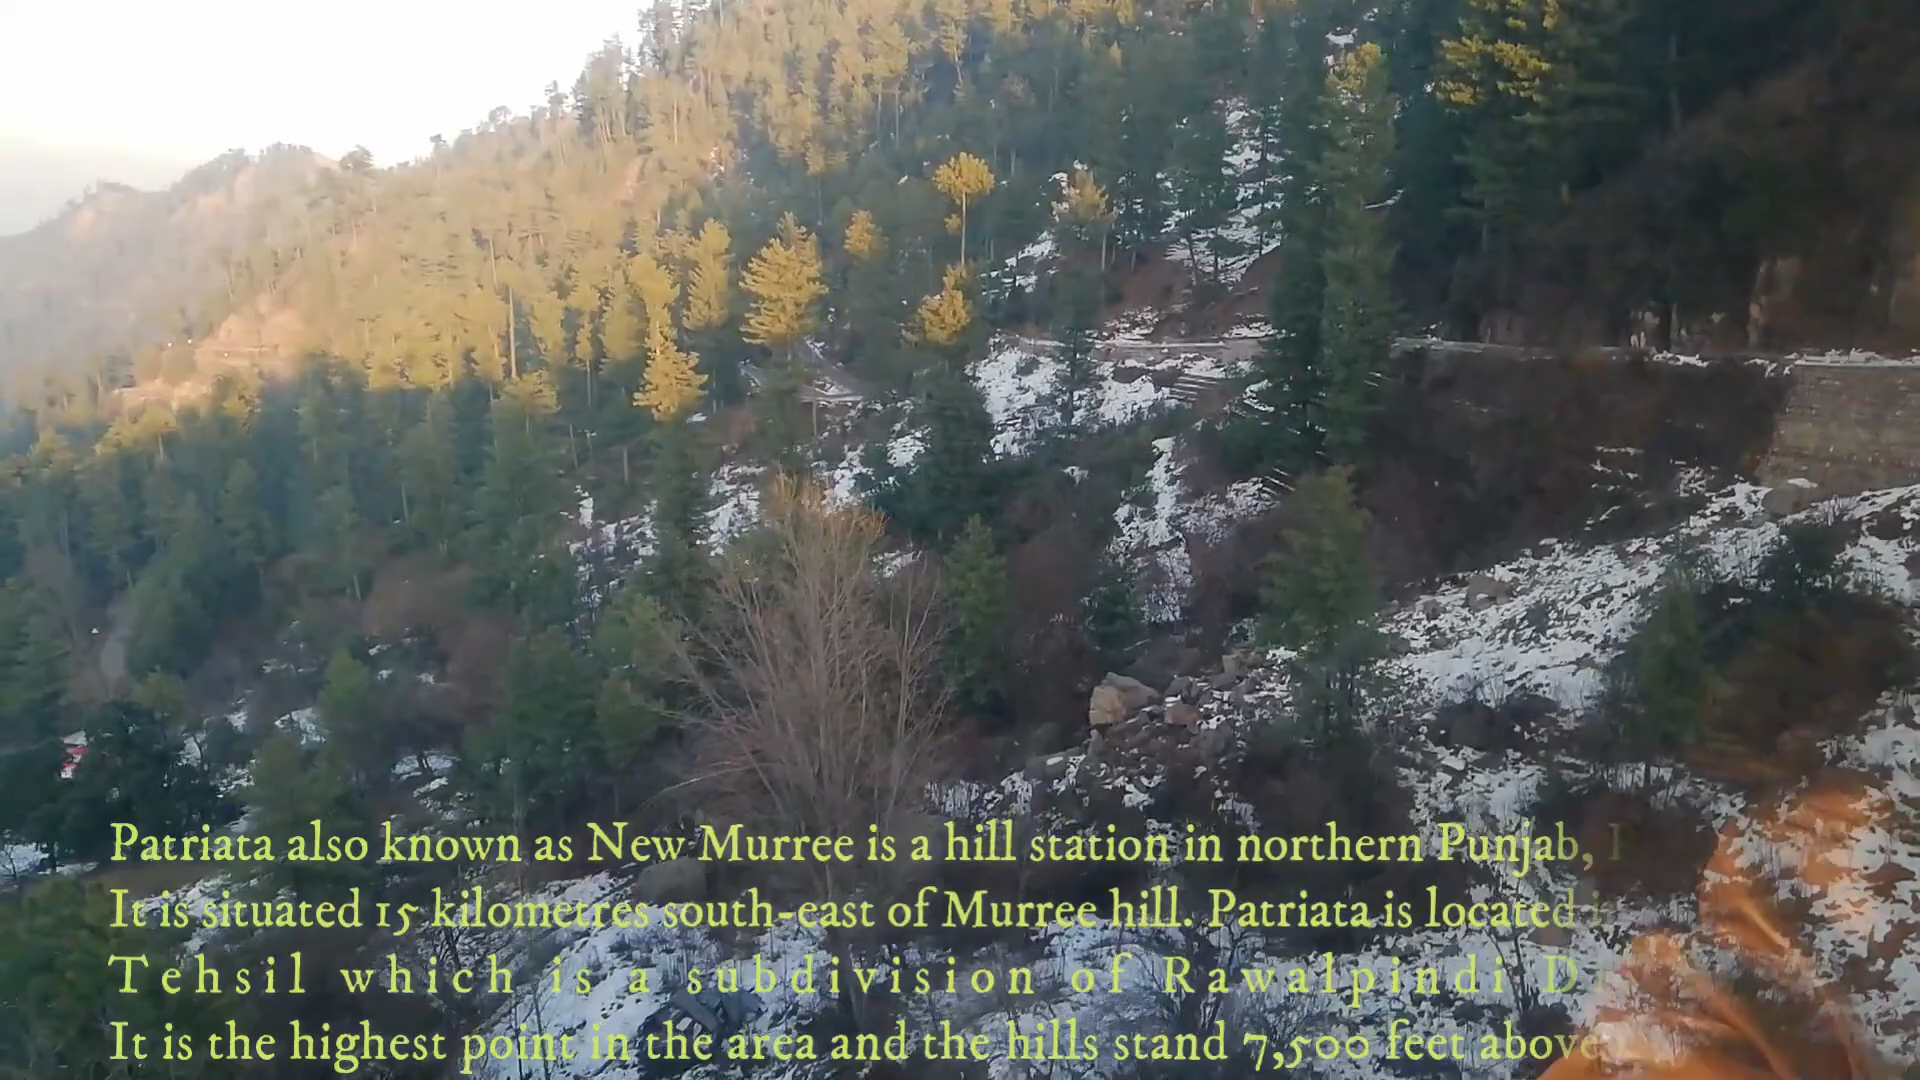 Patriata also known as New Murree is a hill station in northern Punjab,
It is situated 15 kilometres south-east of Murree hill. Patriata is located
Tehsil which is a subdivision of Rawalpindi
It is the highest point in the area and the hills stand 7,500 feet above